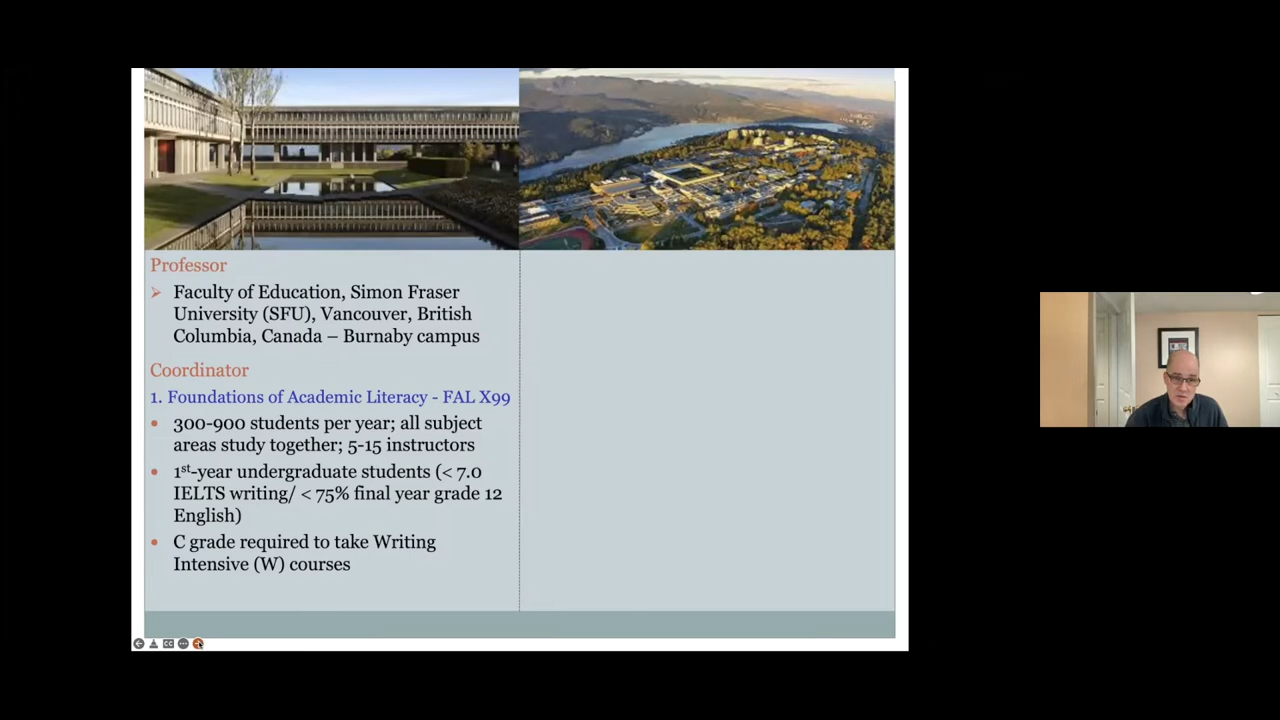 Professor
Faculty of Education, Simon Fraser
University (SFU), Vancouver, British
Columbia, Canada – Burnaby campus
Coordinator
1. Foundations of Academic Literacy - FAL X99
300-900 students per year; all subject
areas study together; 5-15 instructors
1st-year undergraduate students (< 7.0
IELTS writing/ < 75% final year grade 12
English)
C grade required to take Writing
Intensive (W) courses
CC